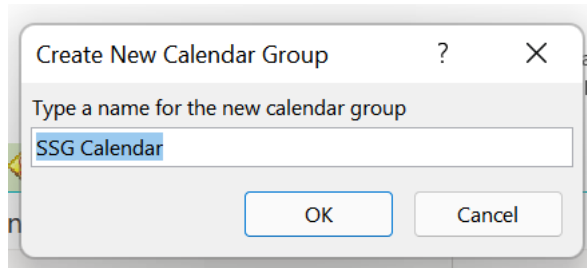 Create New Calendar Group ?
Type a name for the new calendar group
SSG Calendar
OK Cancel